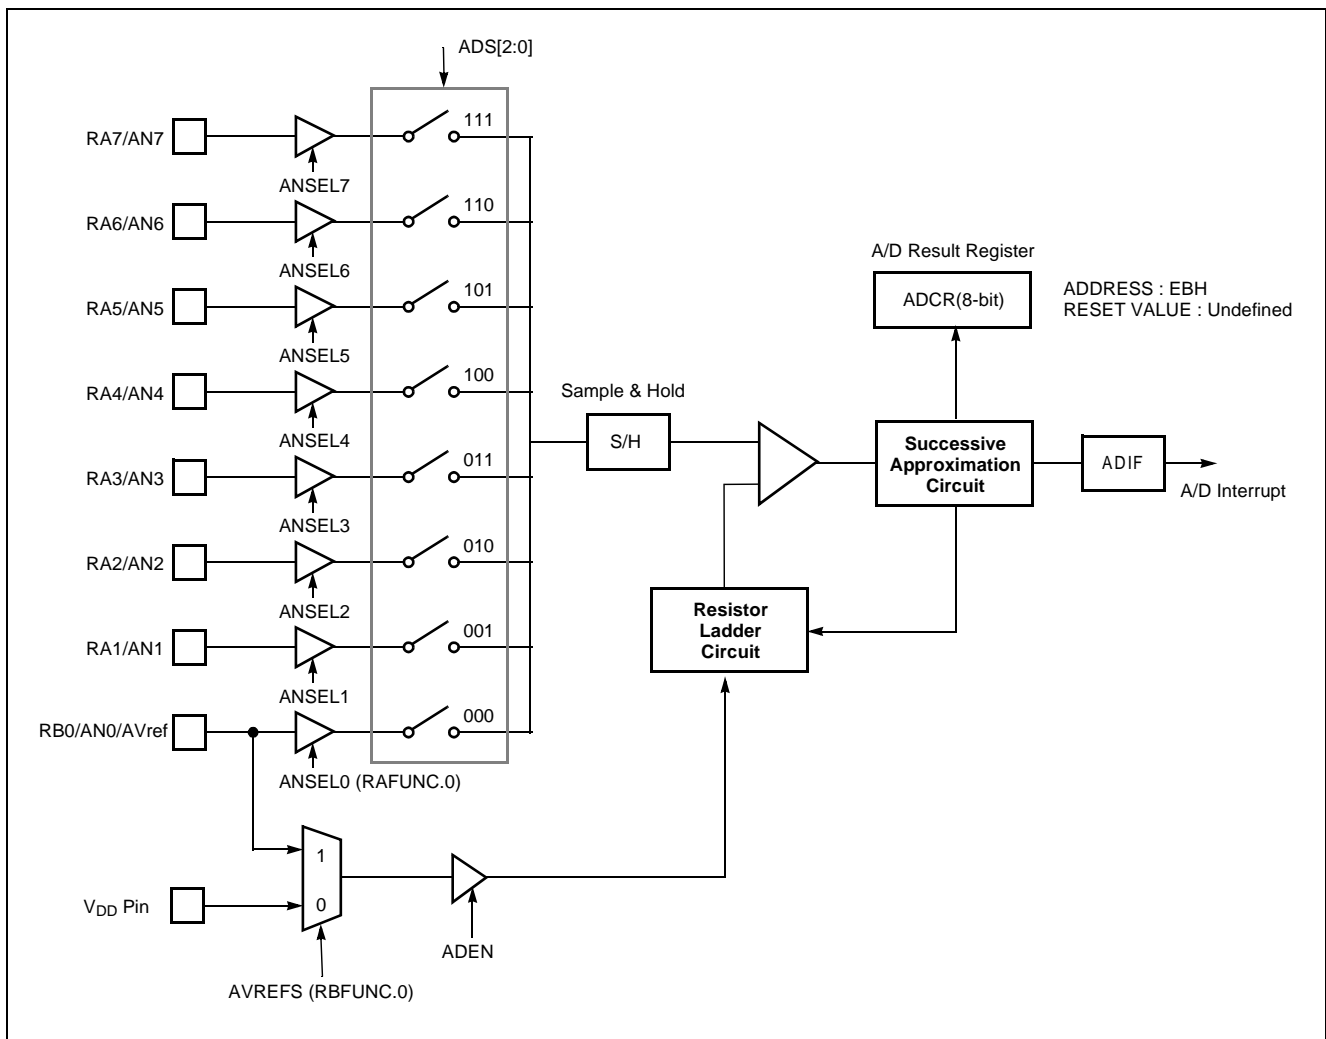 ADS[2:0]
RA7/AN7
111
ANSEL7
RA6/AN6
110
ANSEL6
RA5/AN5
101
ANSEL5
RA4/AN4
100
ANSEL4
RA3/AN3
011
ANSEL3
RA2/AN2
010
ANSEL2
RA1/AN1
001
ANSEL1
RB0/AN0/AVref
000
ANSEL0 (RAFUNC.0)
Sample & Hold
S/H
A/D Result Register
ADCR(8-bit)
ADDRESS : EBH
RESET VALUE : Undefined
Successive
Approximation
Circuit
ADIF
A/D Interrupt
Resistor
Ladder
Circuit
1
0
VDD Pin
ADEN
AVREFS (RBFUNC.0)